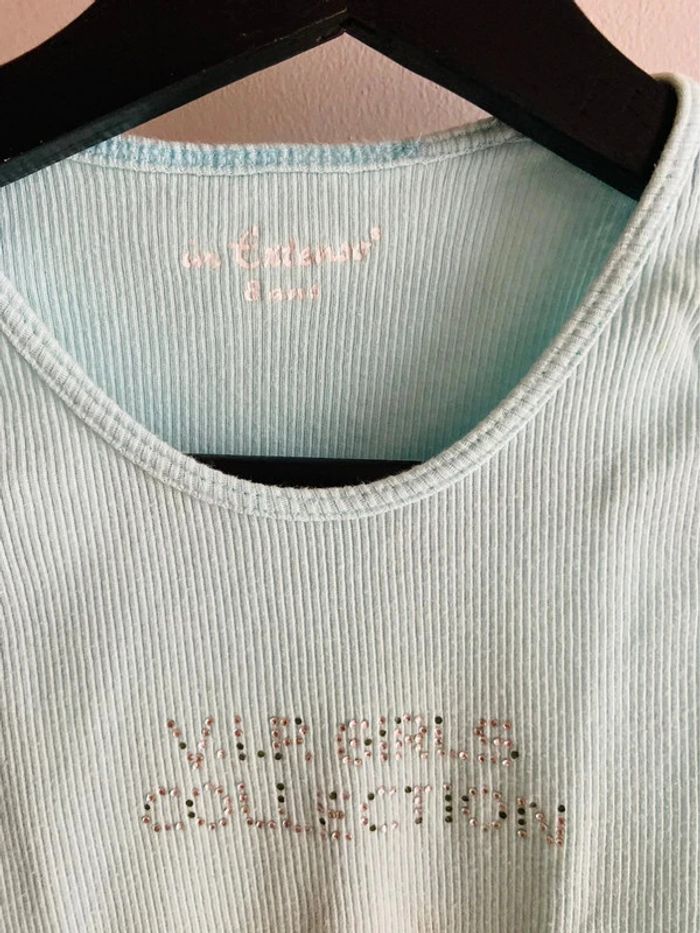 in Extenso®
8 ans
V.I.P. GIRLS
COLLECTION